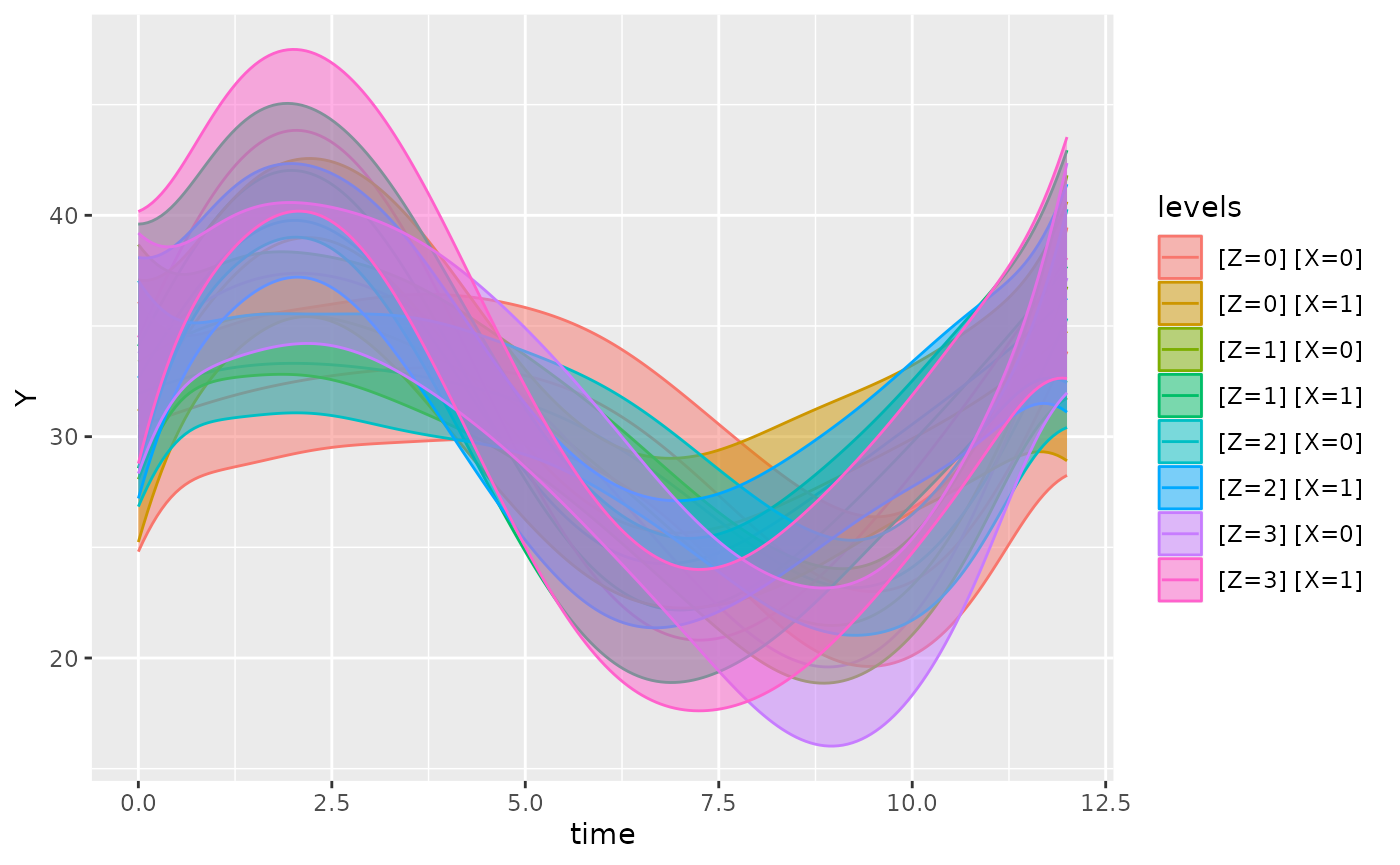 Y
40
30
20
0.0 2.5 5.0 7.5 10.0 12.5
time
levels
[Z=0] [X=0]
[Z=0] [X=1]
[Z=1] [X=0]
[Z=1] [X=1]
[Z=2] [X=0]
[Z=2] [X=1]
[Z=3] [X=0]
[Z=3] [X=1]